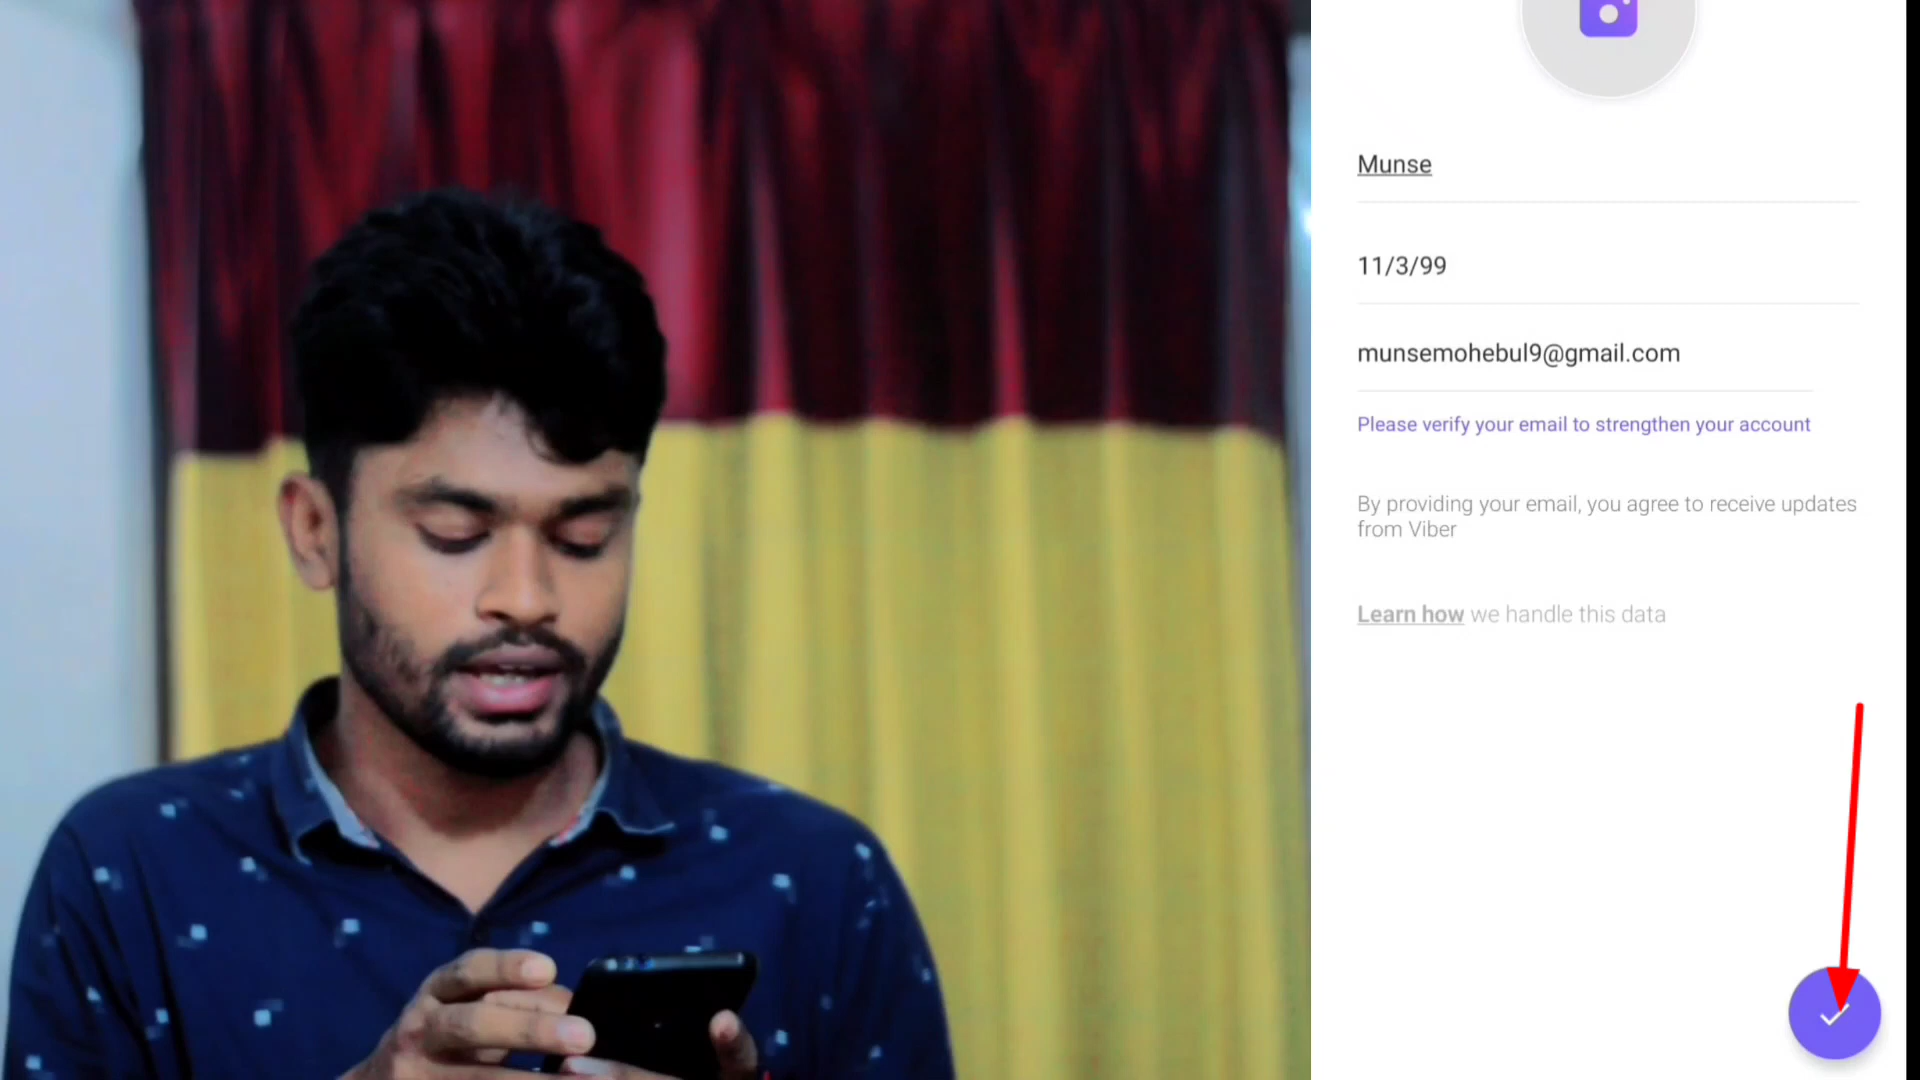 Munse
11/3/99
munsemohebul9@gmail.com
Please verify your email to strengthen your account
By providing your email, you agree to receive updates
from Viber
Learn how we handle this data